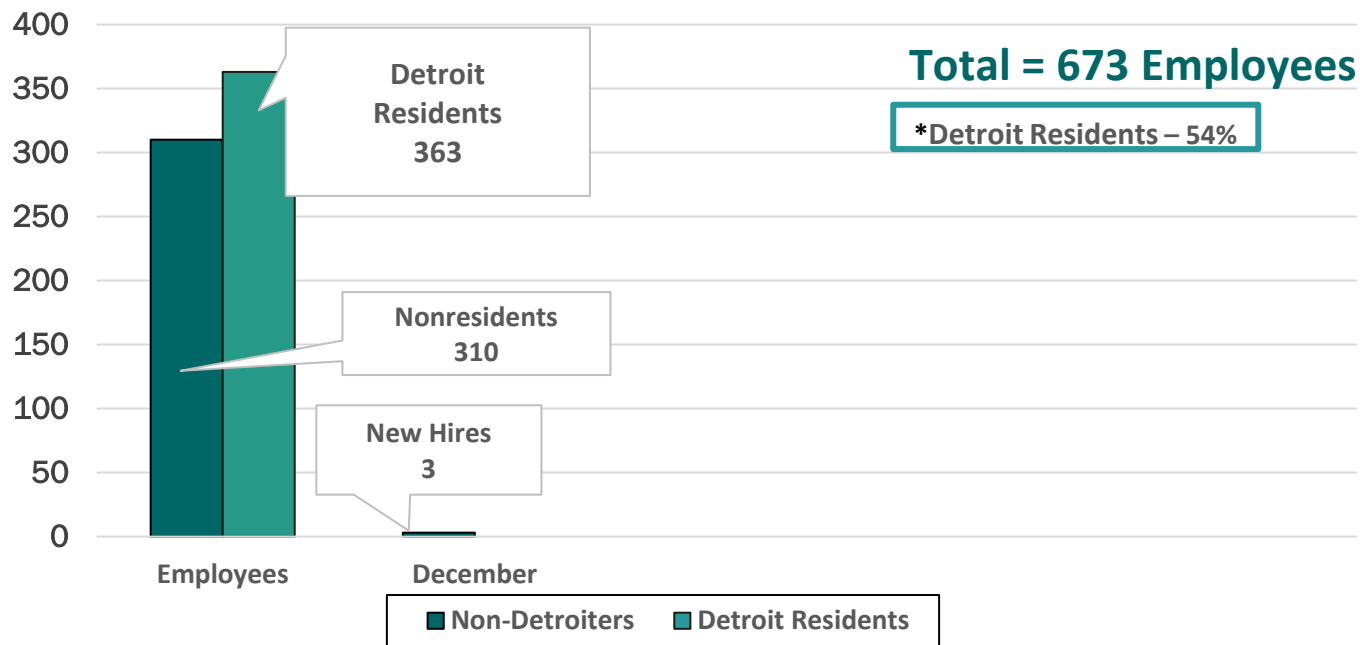 400
350
300
250
200
150
100
50
0
Detroit
Residents
363
Total = 673 Employees
*Detroit Residents – 54%
Nonresidents
310
New Hires
3
Employees
December
Non-Detroiters
Detroit Residents